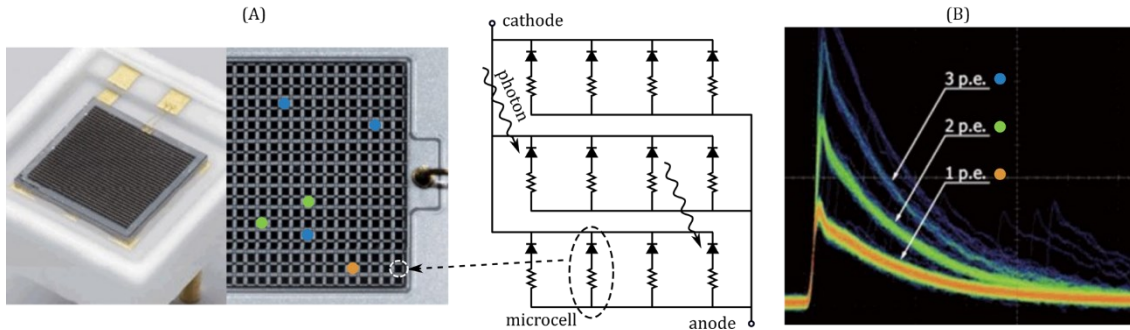 (A)
cathode
photon
microcell
anode
(B)
3 p.e.
2 p.e.
1 p.e.